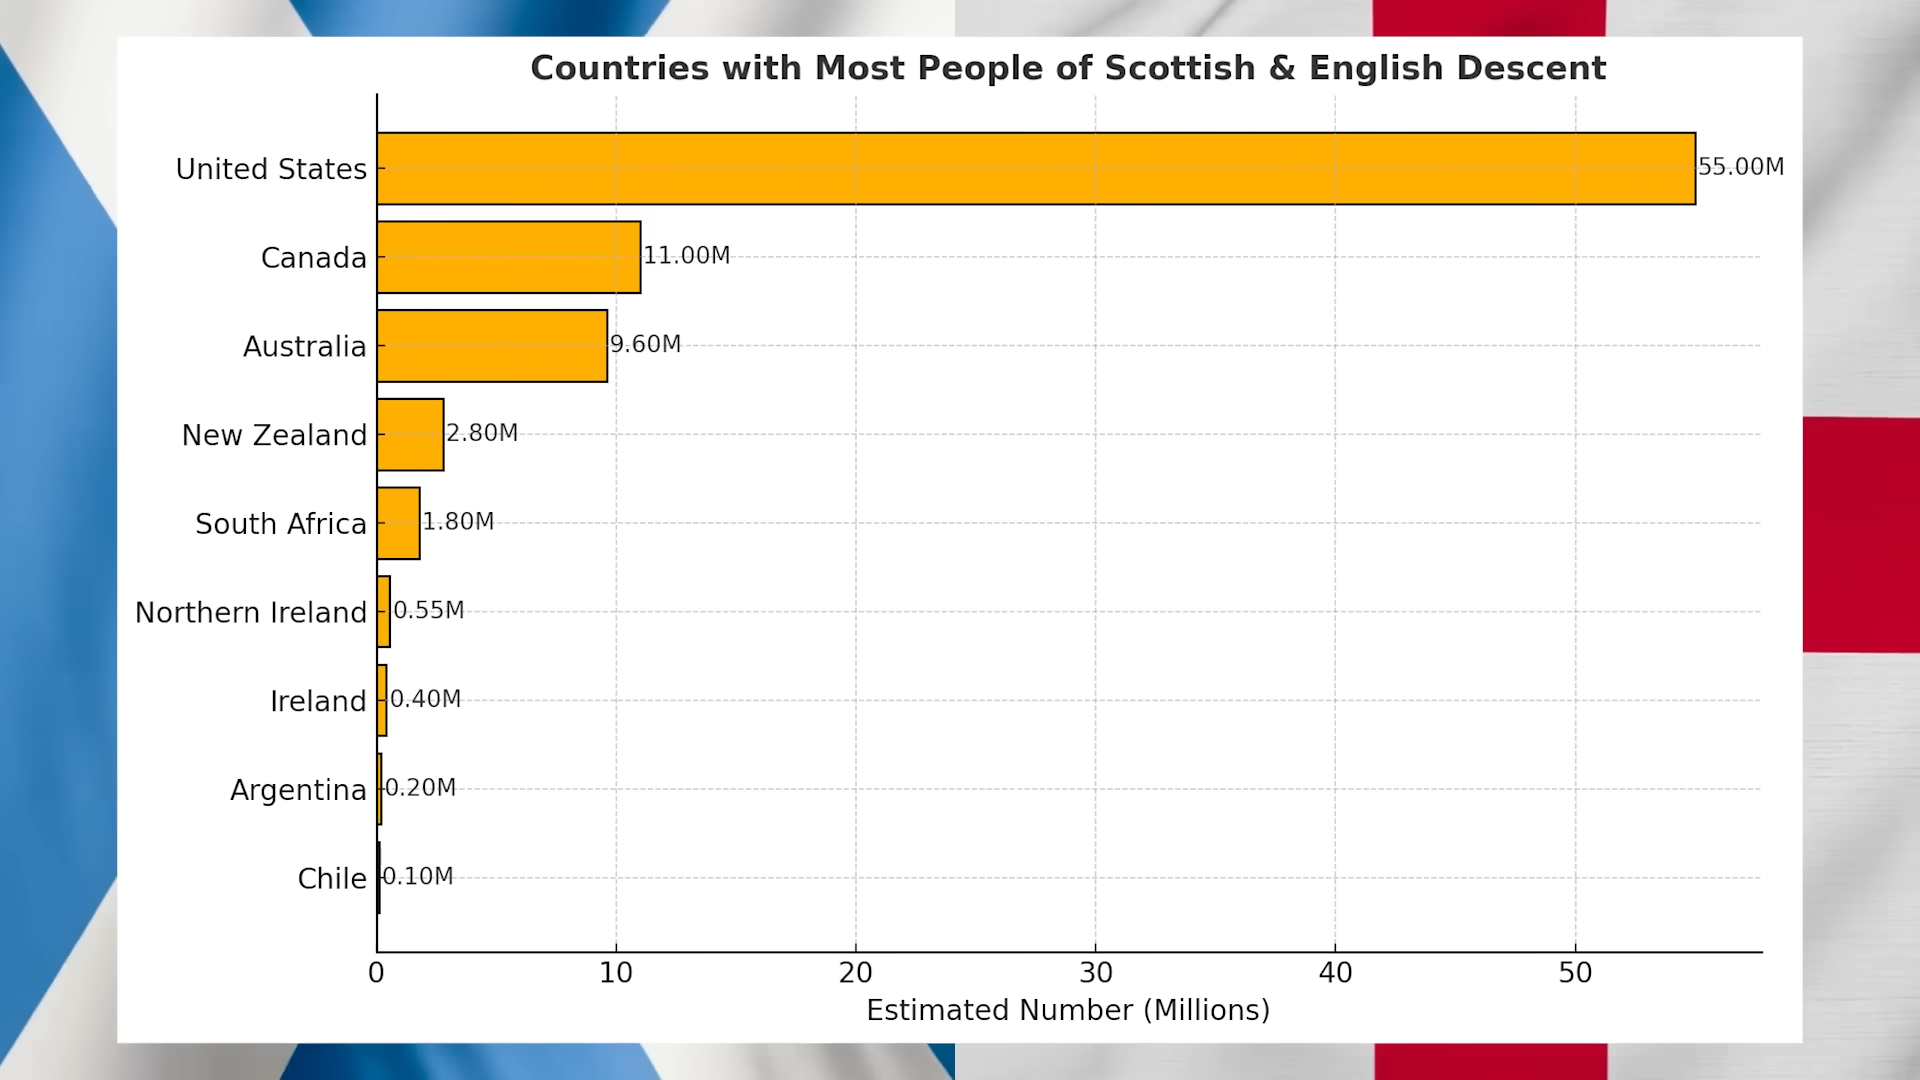 Countries with Most People of Scottish & English Descent
United States 55.00M
Canada 11.00M
Australia 9.60M
New Zealand 2.80M
South Africa 1.80M
Northern Ireland 0.55M
Ireland 0.40M
Argentina 0.20M
Chile 0.10M
0 10 20 30 40 50
Estimated Number (Millions)